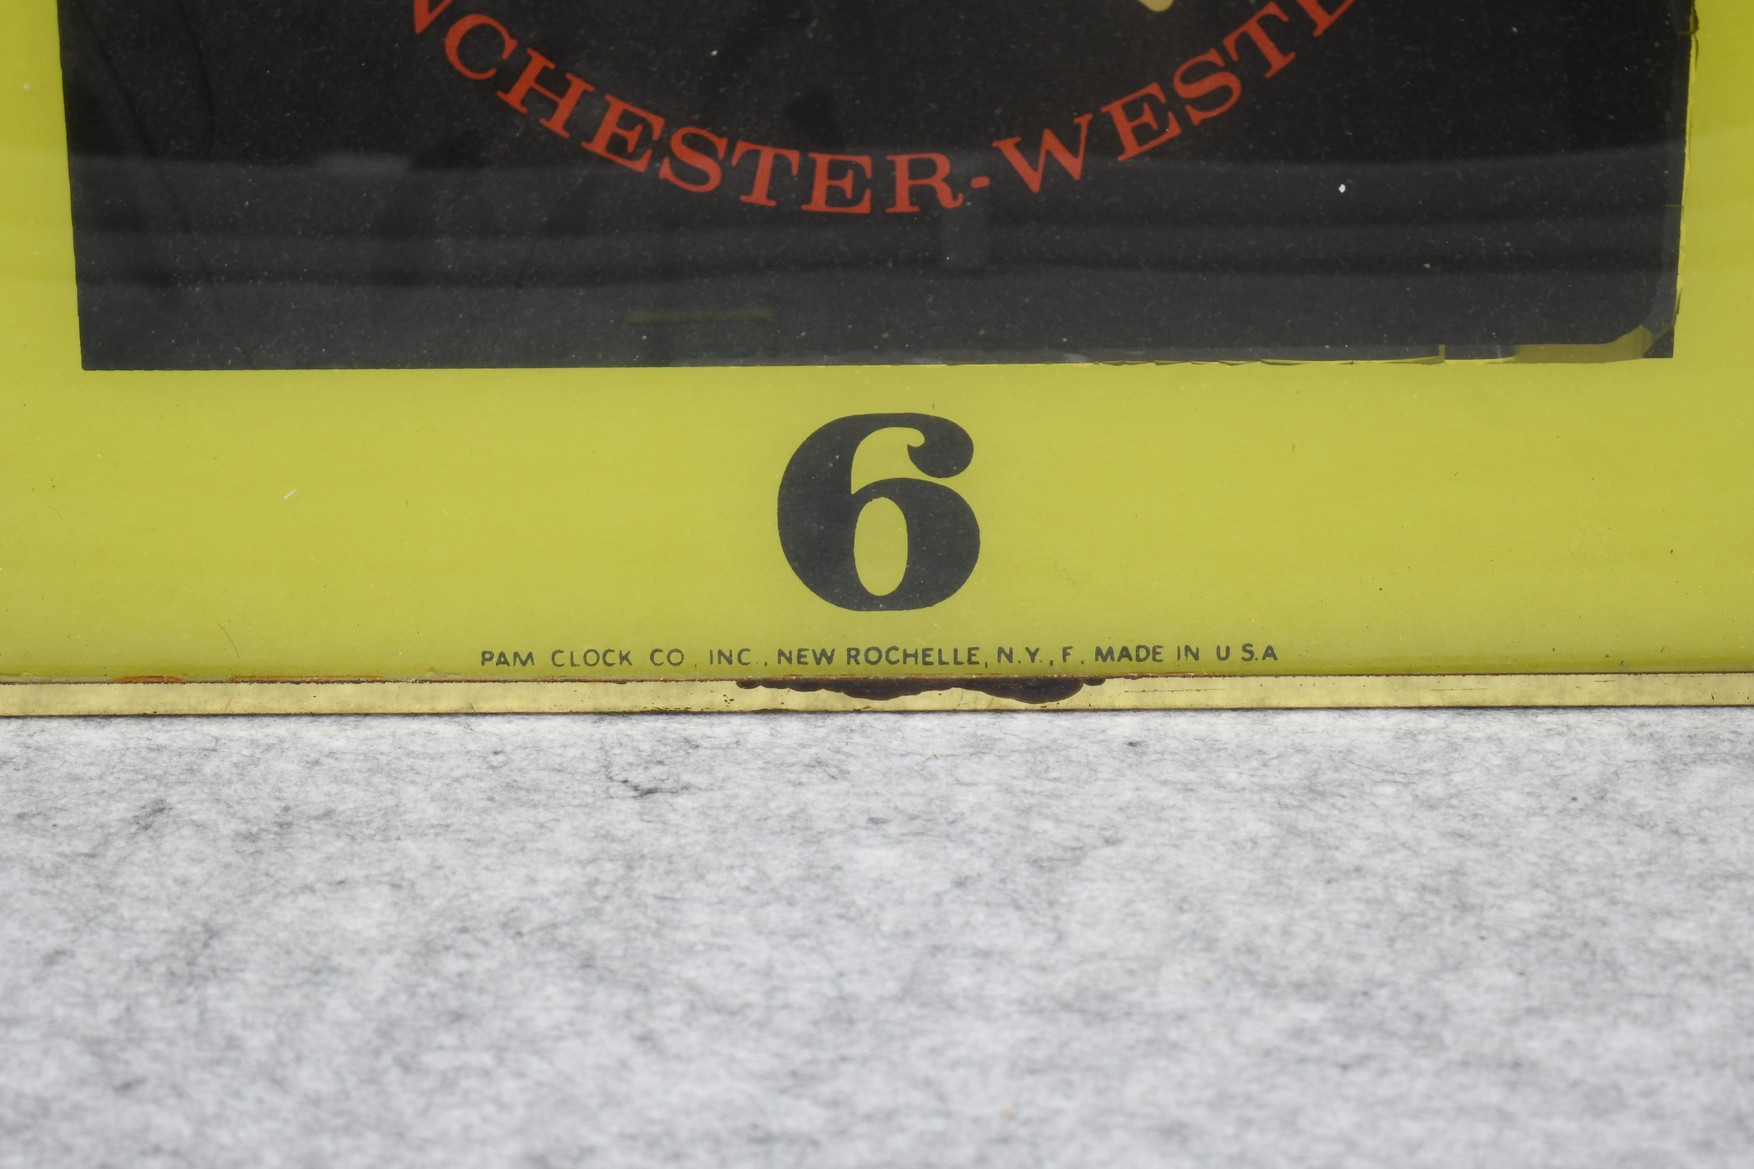 NCHESTER-WESTE
6
PAM CLOCK CO. INC., NEW ROCHELLE, N.Y., F. MADE IN U.S.A